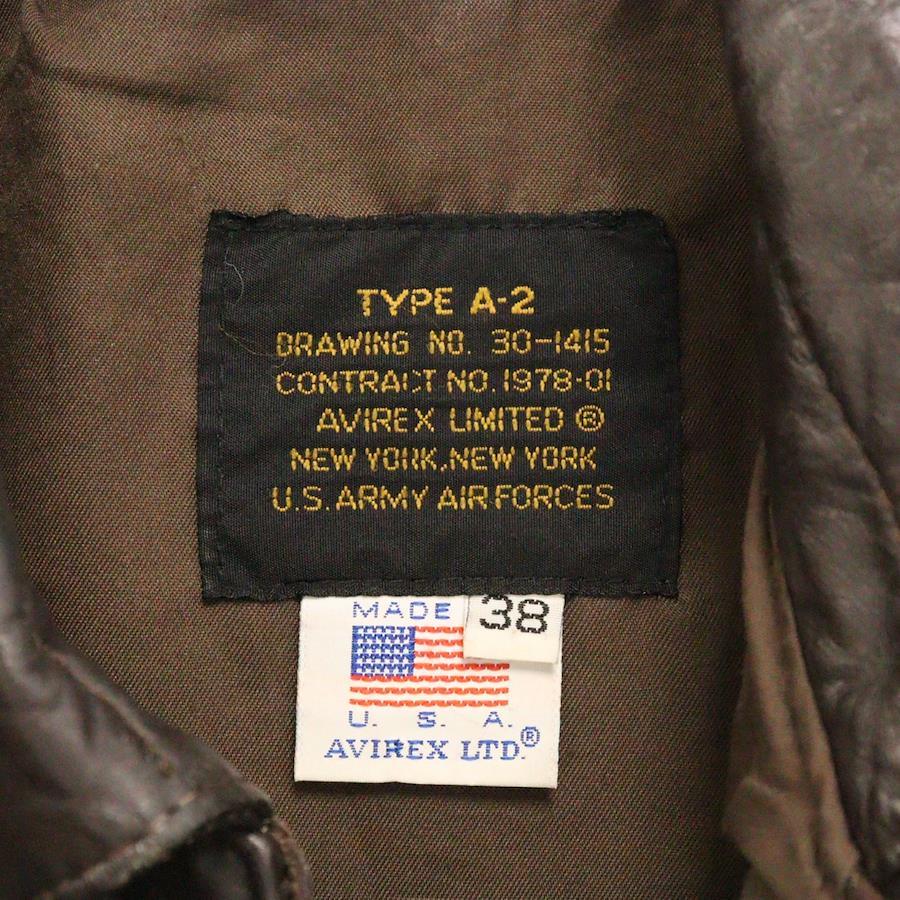 TYPE A-2
DRAWING NO. 30-1415
CONTRACT NO. 1978-01
AVIREX LIMITED ®
NEW YORK, NEW YORK
U.S. ARMY AIR FORCES
MADE
38
U. S. A.
AVIREX LTD.®